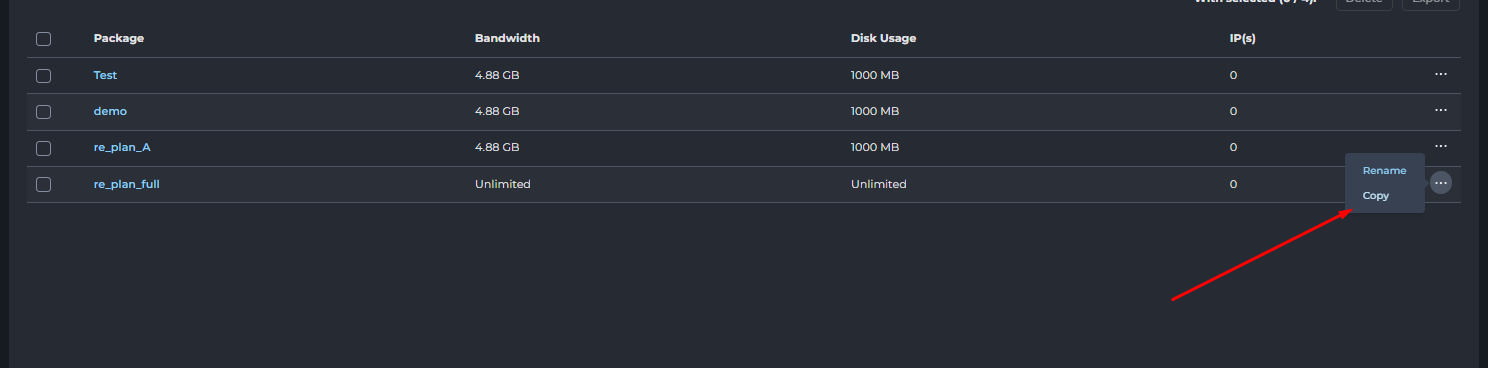 With selected (0 / 4): Delete Export
Package Bandwidth Disk Usage IP(s)
Test 4.88 GB 1000 MB 0 ...
demo 4.88 GB 1000 MB 0 ...
re_plan_A 4.88 GB 1000 MB 0 ...
Rename
re_plan_full Unlimited Unlimited 0 ...
Copy